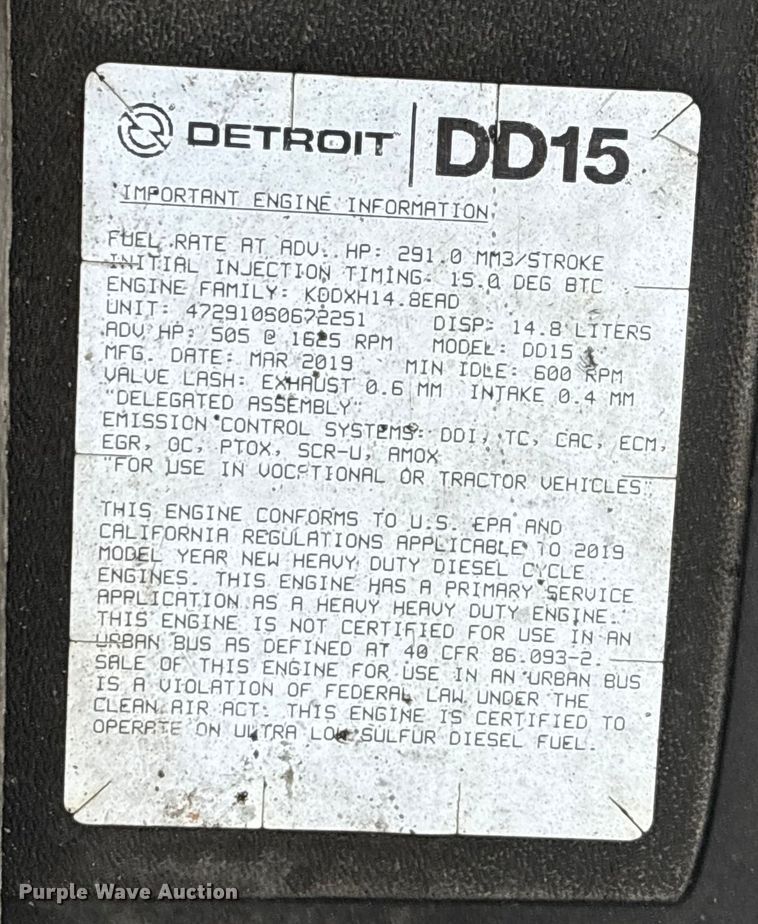 DETROIT DD15
IMPORTANT ENGINE INFORMATION
FUEL RATE AT ADV. HP: 291.0 MM3/STROKE
INITIAL INJECTION TIMING: 15.0 DEG BTC
ENGINE FAMILY: KDDXH14.8EAD
UNIT: 472910S0672251 DISP: 14.8 LITERS
ADV HP: 505 @ 1625 RPM MODEL: DD15
MFG. DATE: MAR 2019 MIN IDLE: 600 RPM
VALVE LASH: EXHAUST 0.6 MM INTAKE 0.4 MM
"DELEGATED ASSEMBLY"
EMISSION CONTROL SYSTEMS: DDI, TC, CAC, ECM,
EGR, OC, PTOX, SCR-U, AMOX
"FOR USE IN VOCATIONAL OR TRACTOR VEHICLES"
THIS ENGINE CONFORMS TO U.S. EPA AND
CALIFORNIA REGULATIONS APPLICABLE TO 2019
MODEL YEAR NEW HEAVY DUTY DIESEL CYCLE
ENGINES. THIS ENGINE HAS A PRIMARY SERVICE
APPLICATION AS A HEAVY HEAVY DUTY ENGINE.
THIS ENGINE IS NOT CERTIFIED FOR USE IN AN
URBAN BUS AS DEFINED AT 40 CFR 86.093-2.
SALE OF THIS ENGINE FOR USE IN AN URBAN BUS
IS A VIOLATION OF FEDERAL LAW UNDER THE
CLEAN AIR ACT. THIS ENGINE IS CERTIFIED TO
OPERATE ON ULTRA LOW SULFUR DIESEL FUEL.
Purple Wave Auction